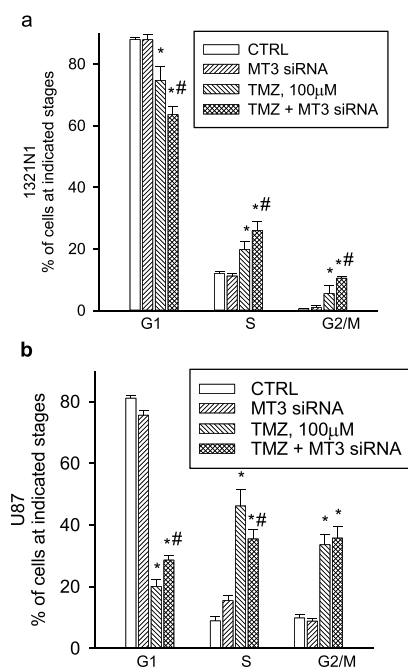 a
1321N1
% of cells at indicated stages
80
60
40
20
0
CTRL
MT3 siRNA
TMZ, 100μM
TMZ + MT3 siRNA
*
*#
*
*#
*
*#
G1 S G2/M
b
U87
% of cells at indicated stages
80
60
40
20
0
CTRL
MT3 siRNA
TMZ, 100μM
TMZ + MT3 siRNA
*
*#
*
*#
* *
G1 S G2/M